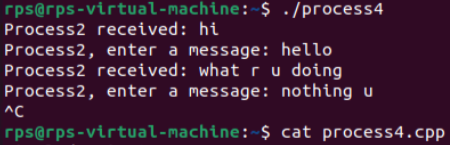 rps@rps-virtual-machine:~$ ./process4
Process2 received: hi
Process2, enter a message: hello
Process2 received: what r u doing
Process2, enter a message: nothing u
^C
rps@rps-virtual-machine:~$ cat process4.cpp